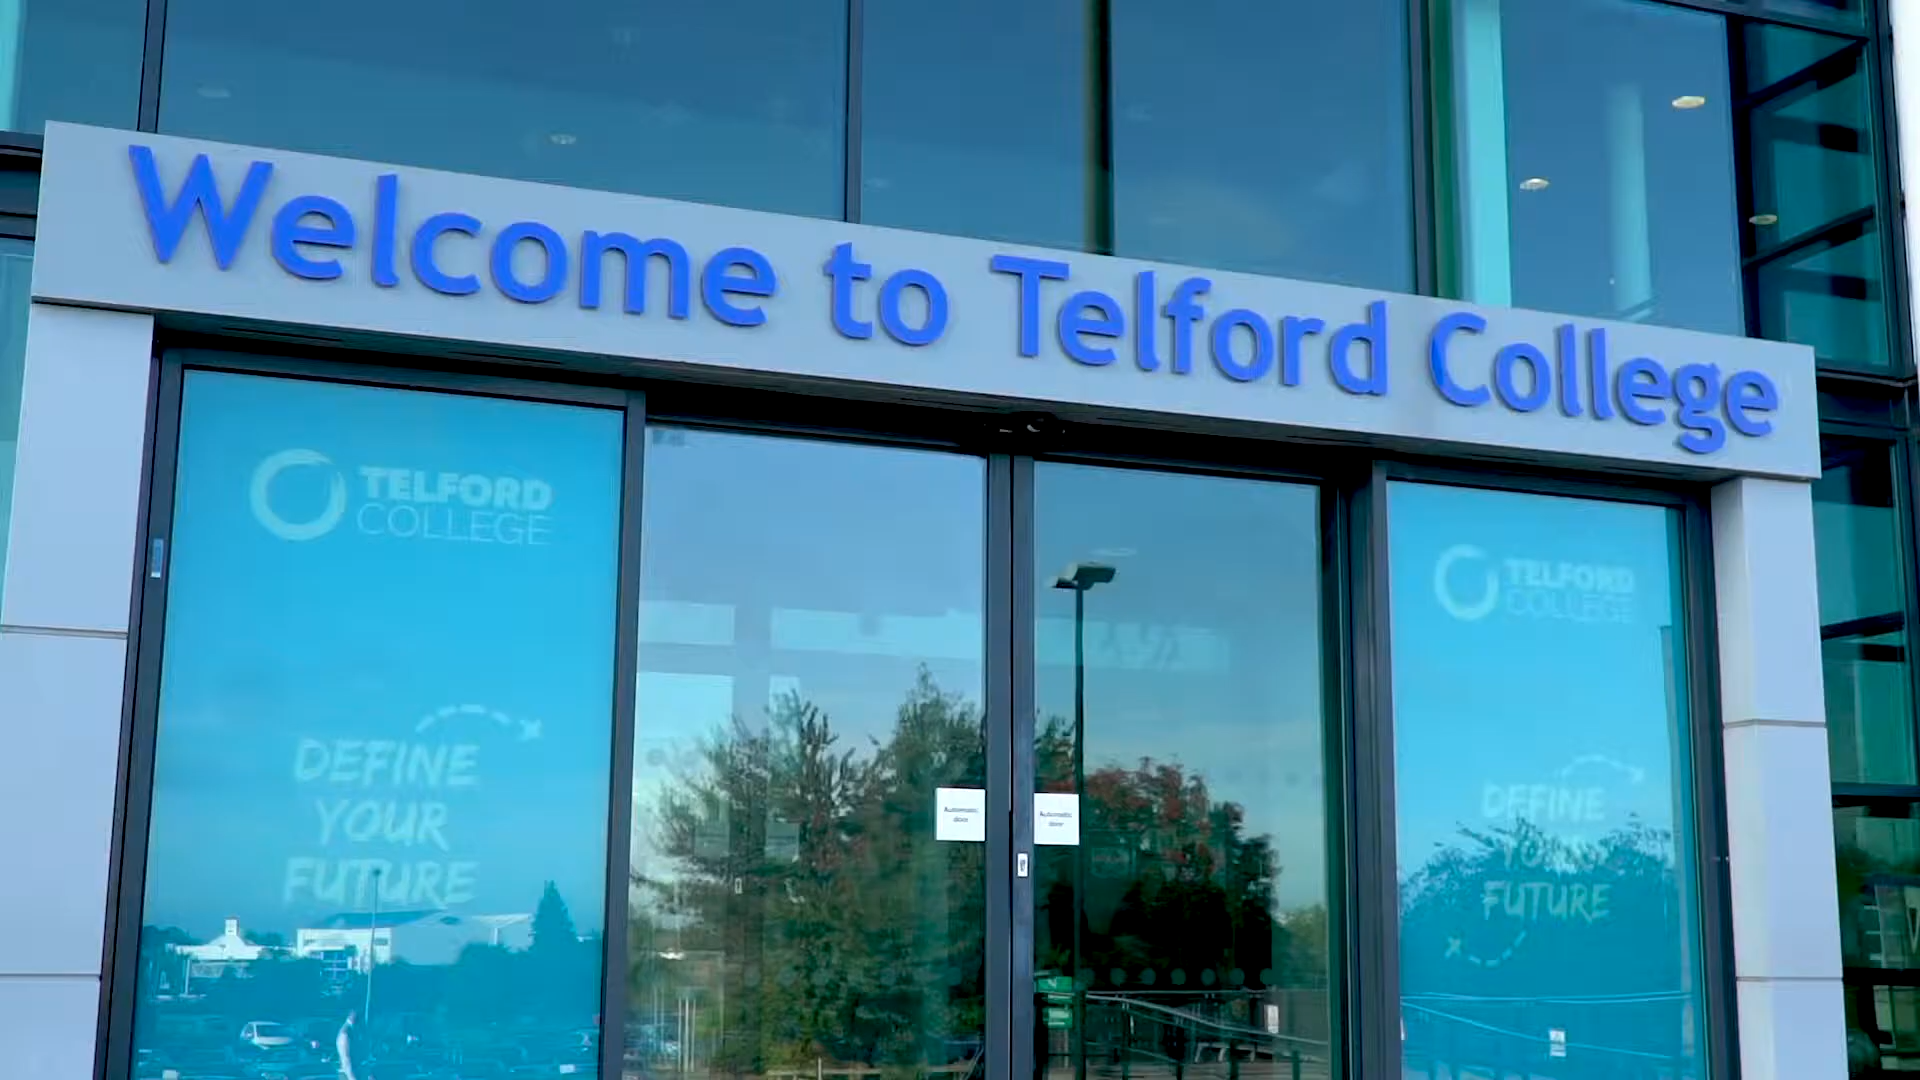 Welcome to Telford College
TELFORD
COLLEGE
DEFINE
YOUR
FUTURE
Automatic
door
Automatic
door
TELFORD
COLLEGE
DEFINE
YOUR
FUTURE